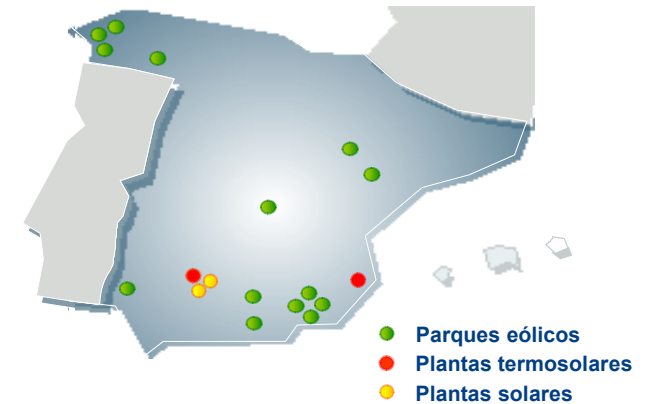 Parques eólicos
Plantas termosolares
Plantas solares